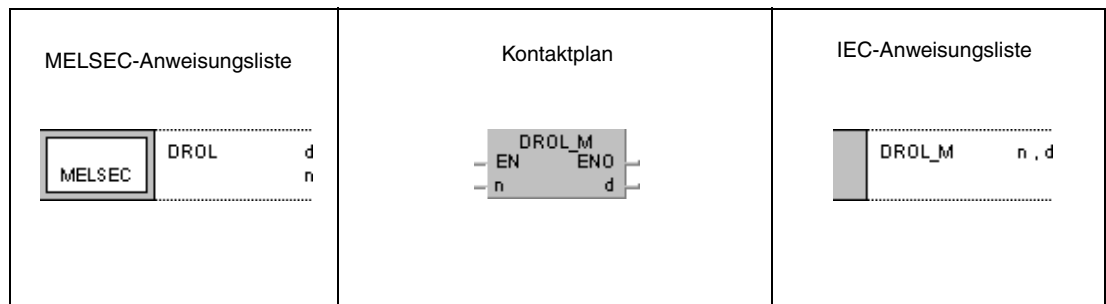 MELSEC-Anweisungsliste
MELSEC
DROL d
n
Kontaktplan
DROL_M
EN ENO
n d
IEC-Anweisungsliste
DROL_M n , d